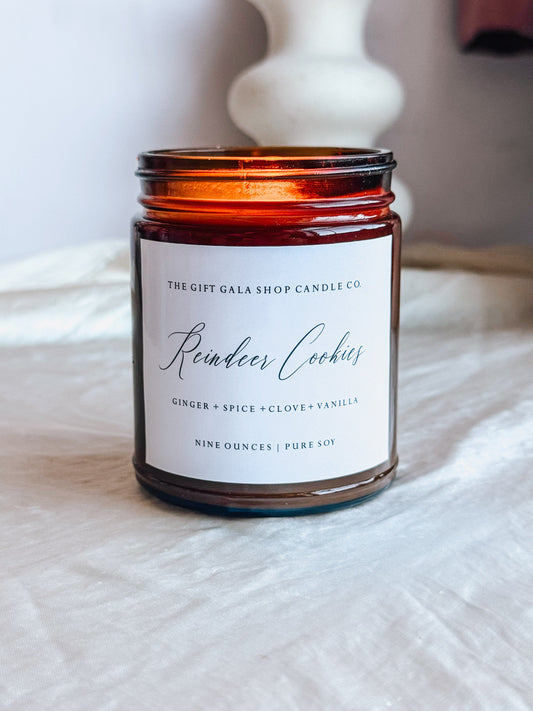 THE GIFT GALA SHOP CANDLE CO.
Reindeer Cookies
GINGER + SPICE + CLOVE+ VANILLA
NINE OUNCES | PURE SOY